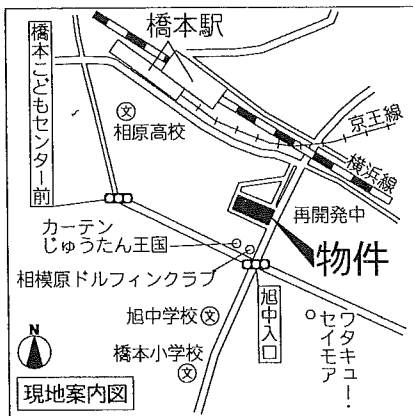 橋本駅
橋本こどもセンター前
文
相原高校
京王線
横浜線
再開発中
カーテン
じゅうたん王国
物件
相模原ドルフィンクラブ
旭中入口
旭中学校
文
橋本小学校
文
ワタキュー・
セイモア
N
現地案内図